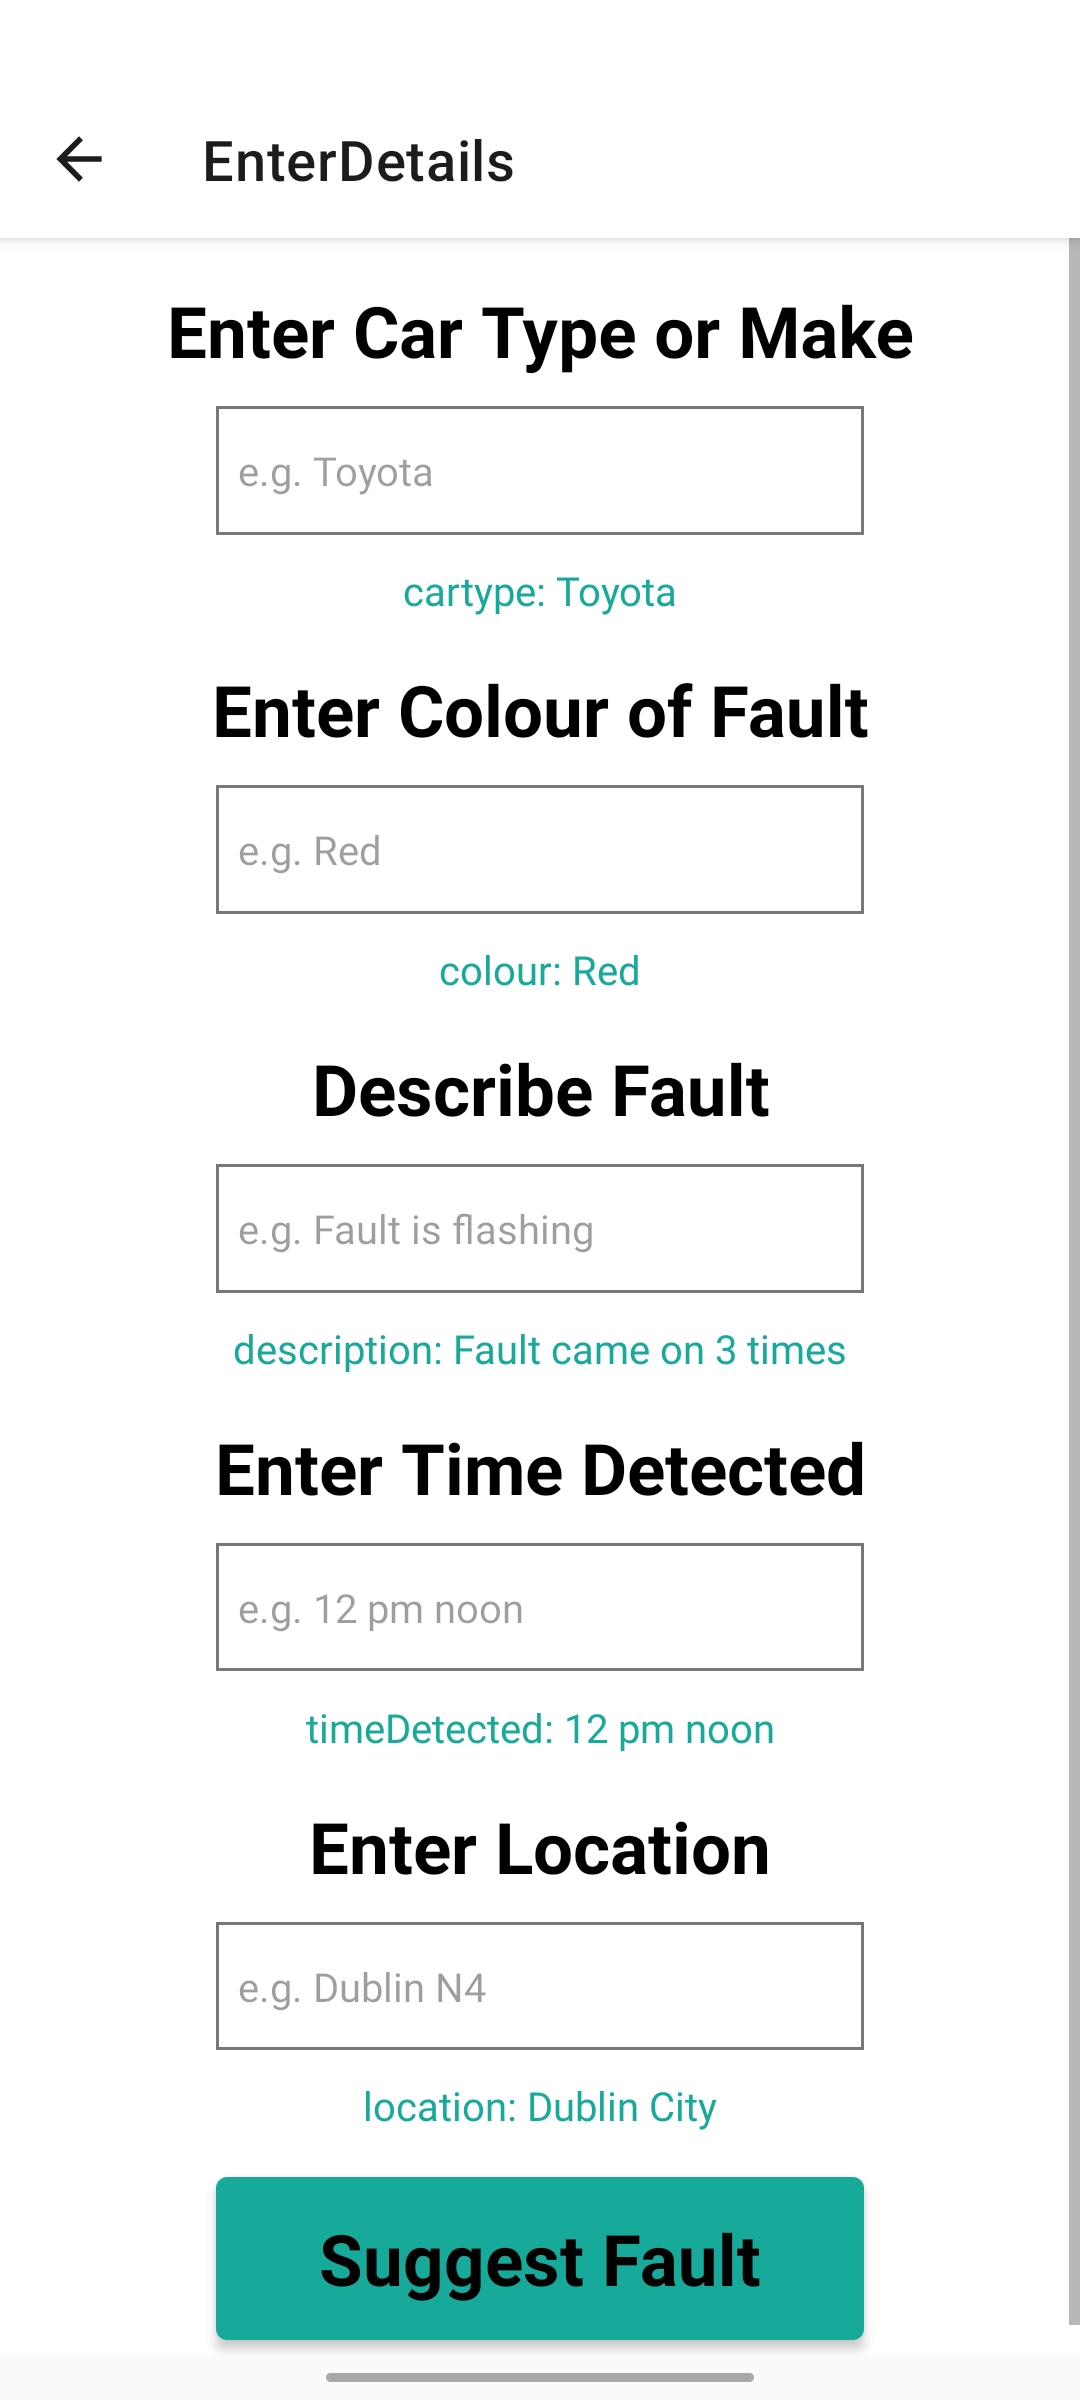 EnterDetails
Enter Car Type or Make
e.g. Toyota
cartype: Toyota
Enter Colour of Fault
e.g. Red
colour: Red
Describe Fault
e.g. Fault is flashing
description: Fault came on 3 times
Enter Time Detected
e.g. 12 pm noon
timeDetected: 12 pm noon
Enter Location
e.g. Dublin N4
location: Dublin City
Suggest Fault